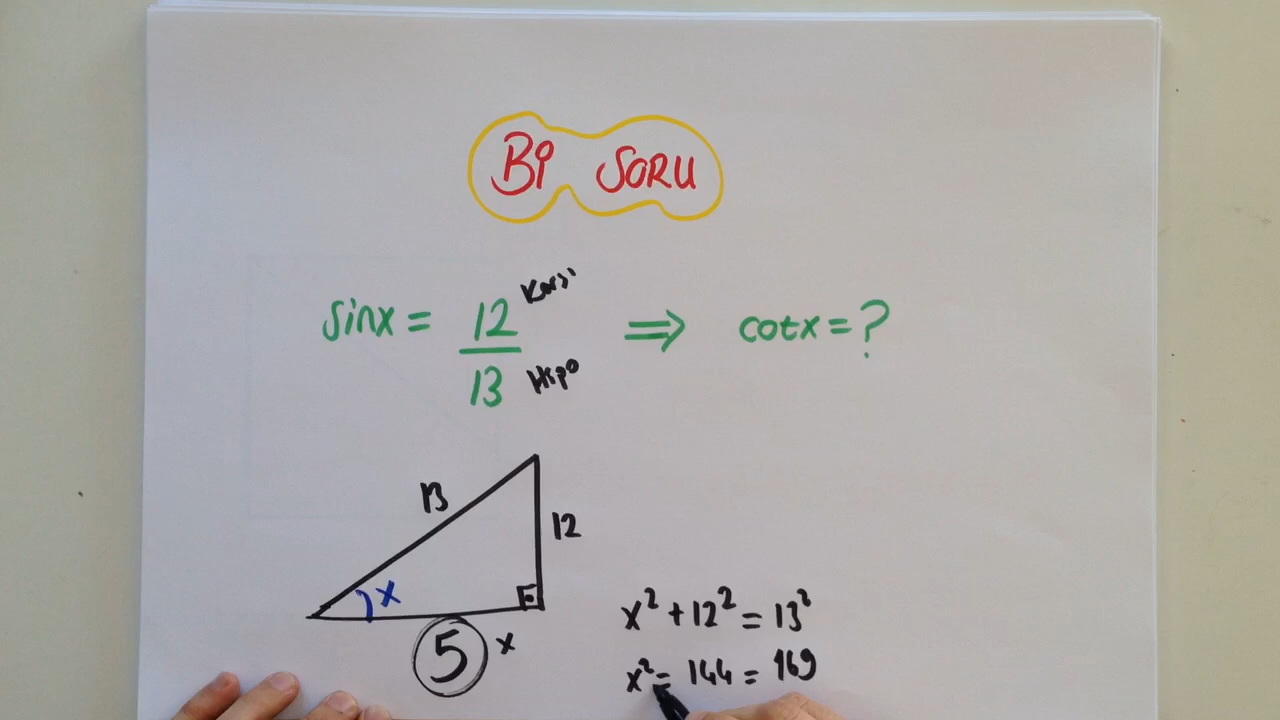 Bi SORU
sinx = 12/13 ⇒ cotx = ?
Karşı
Hipo
13
12
x
5
x
x² + 12² = 13²
x² = 144 = 169